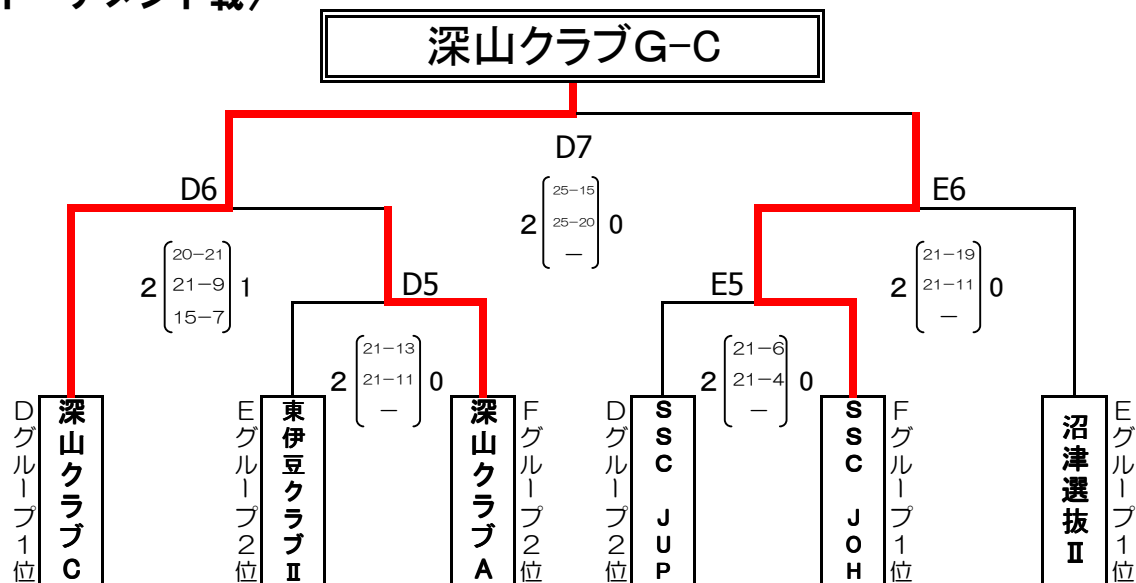 深山クラブG-C
D7
D6
E6
25-15
2 25-20 0
-
20-21
2 21-9 1
15-7
D5
E5
21-19
2 21-11 0
-
21-13
2 21-11 0
-
21-6
2 21-4 0
-
Dグループ1位
深山クラブC
Eグループ2位
東伊豆クラブⅡ
深山クラブA
Fグループ2位
Dグループ2位
SSC JUP
SSC JOH
Fグループ1位
沼津選抜Ⅱ
Eグループ1位